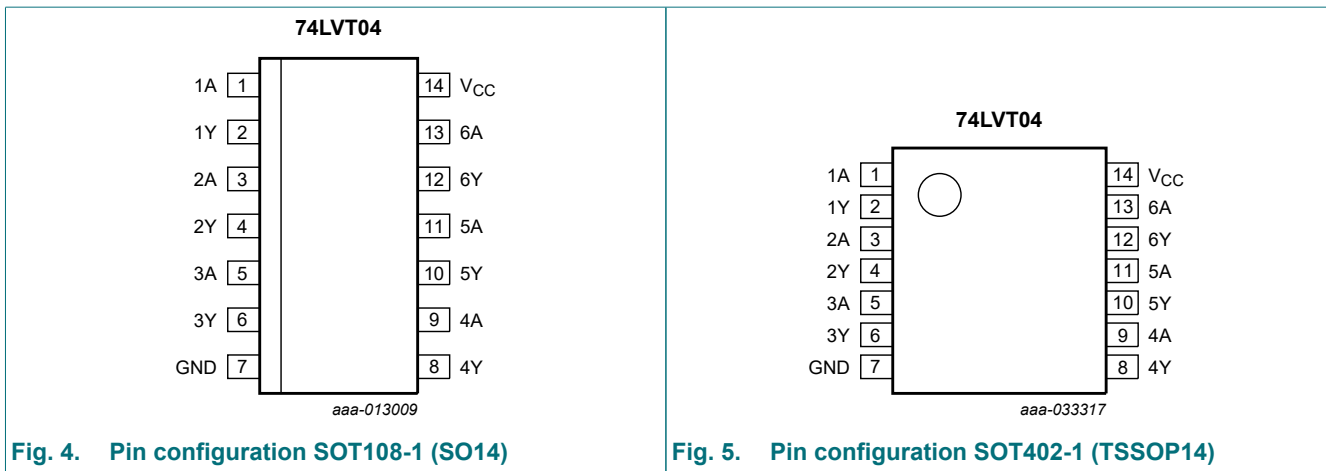 74LVT04
1A 1 14 VCC
1Y 2 13 6A
2A 3 12 6Y
2Y 4 11 5A
3A 5 10 5Y
3Y 6 9 4A
GND 7 8 4Y
aaa-013009
Fig. 4. Pin configuration SOT108-1 (SO14)
74LVT04
1A 1 14 VCC
1Y 2 13 6A
2A 3 12 6Y
2Y 4 11 5A
3A 5 10 5Y
3Y 6 9 4A
GND 7 8 4Y
aaa-033317
Fig. 5. Pin configuration SOT402-1 (TSSOP14)